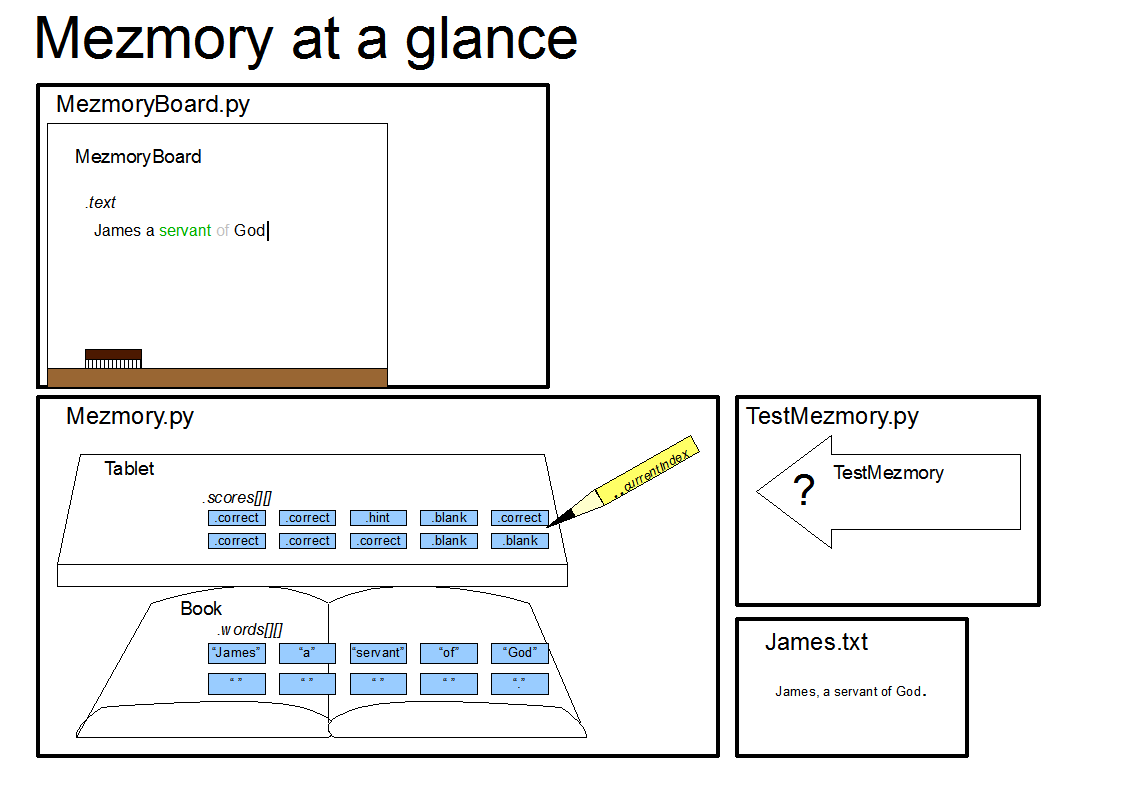 Mezmory at a glance
MezmoryBoard.py
MezmoryBoard
.text
James a servant of God
Mezmory.py
Tablet
..currentIndex
.scores[][]
.correct .correct .hint .blank .correct
.correct .correct .correct .blank .blank
Book
.words[][]
“James” “a” “servant” “of” “God”
“ ” “ ” “ ” “ ” “.”
TestMezmory.py
TestMezmory
?
James.txt
James, a servant of God.